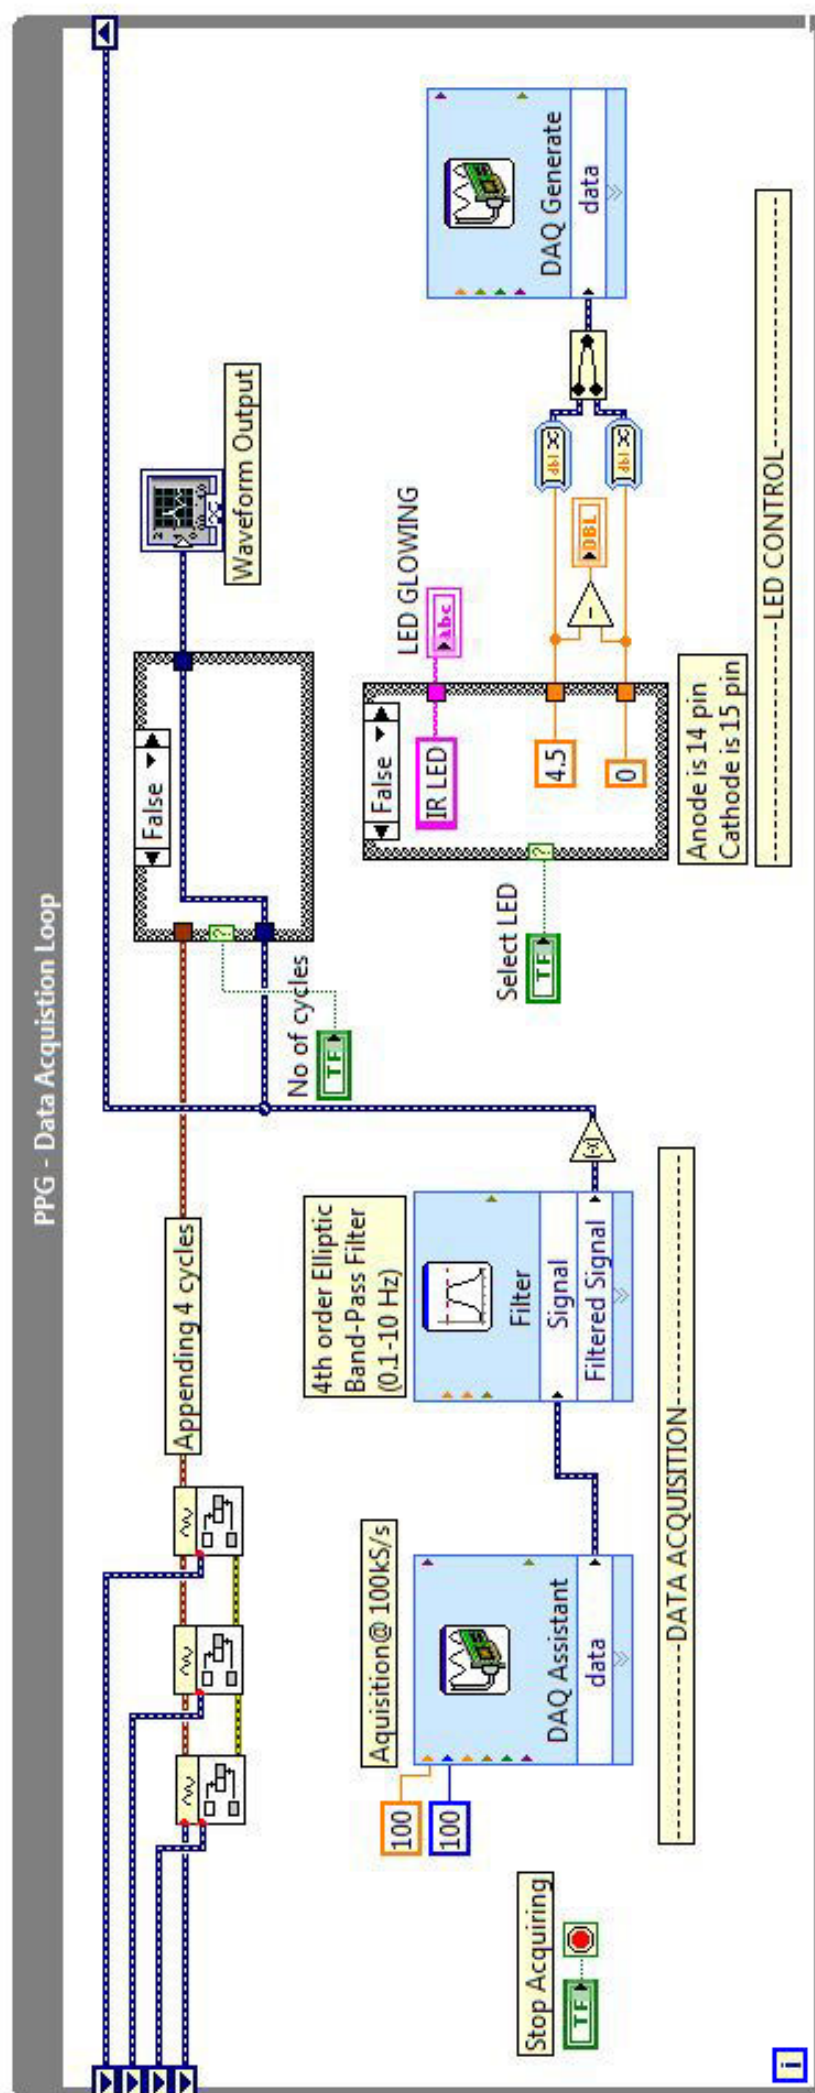 PPG - Data Acquistion Loop
Appending 4 cycles
False
Waveform Output
No of cycles
TF
Aquisition@ 100kS/s
100
100
DAQ Assistant
data
4th order Elliptic
Band-Pass Filter
(0.1-10 Hz)
Filter
Signal
Filtered Signal
Stop Acquiring
TF
-DATA ACQUISITION-
Select LED
TF
False
IR LED
4.5
0
LED GLOWING
abc
DBL
dbl
dbl
DAQ Generate
data
Anode is 14 pin
Cathode is 15 pin
-LED CONTROL-
i